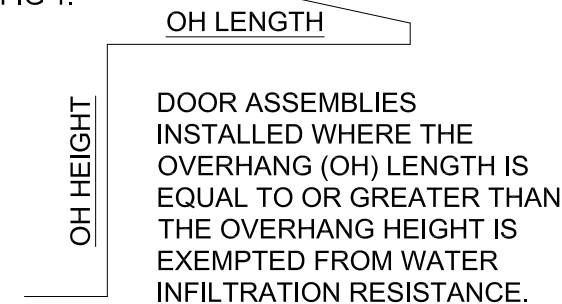 OH LENGTH
OH HEIGHT
DOOR ASSEMBLIES
INSTALLED WHERE THE
OVERHANG (OH) LENGTH IS
EQUAL TO OR GREATER THAN
THE OVERHANG HEIGHT IS
EXEMPTED FROM WATER
INFILTRATION RESISTANCE.